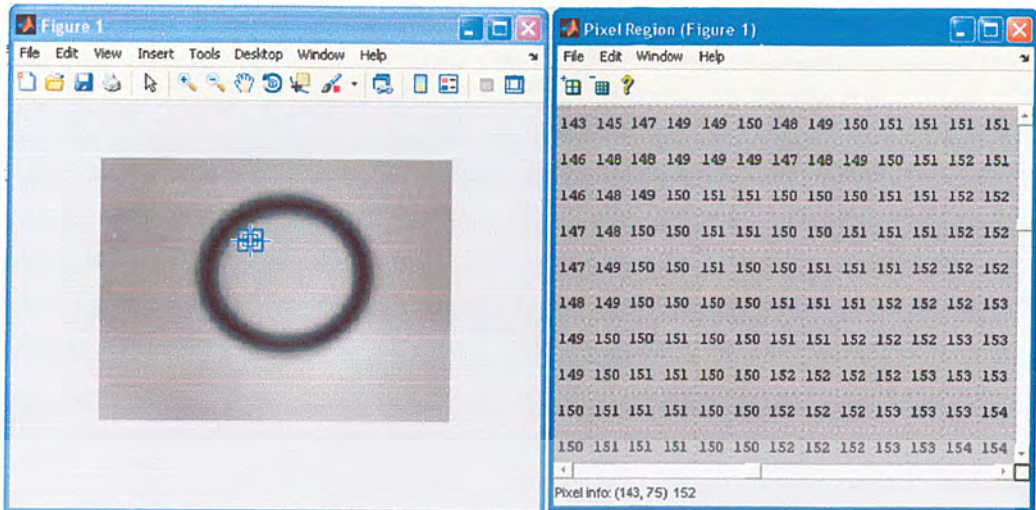 Figure 1
File Edit View Insert Tools Desktop Window Help
Pixel Region (Figure 1)
File Edit Window Help
143 145 147 149 149 150 148 149 150 151 151 151 151
146 148 148 149 149 149 147 148 149 150 151 152 151
146 148 149 150 151 151 150 150 150 151 151 152 152
147 148 150 150 151 151 150 151 151 151 151 152 152
147 149 150 150 151 150 150 151 151 151 152 152 152
148 149 150 150 150 150 151 151 151 152 152 152 153
149 150 150 151 150 150 151 151 152 152 152 153 153
149 150 151 151 150 150 152 152 152 152 153 153 153
150 151 151 151 150 150 152 152 152 153 153 153 154
150 151 151 151 150 150 152 152 152 153 153 154 154
Pixel info: (143, 75) 152